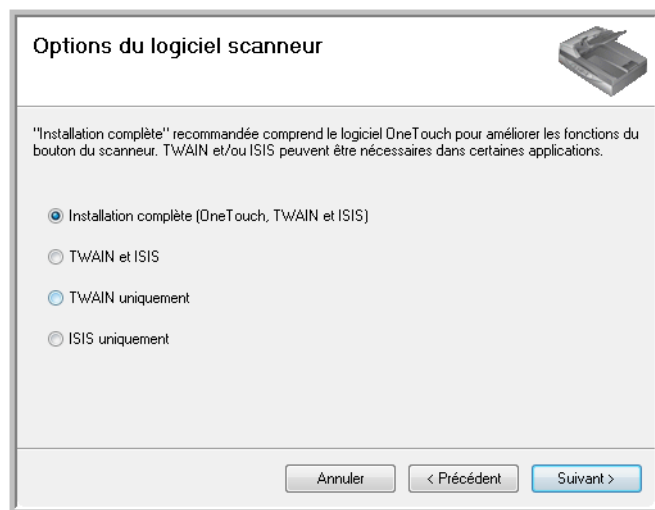 Options du logiciel scanneur
"Installation complète" recommandée comprend le logiciel OneTouch pour améliorer les fonctions du
bouton du scanneur. TWAIN et/ou ISIS peuvent être nécessaires dans certaines applications.
Installation complète (OneTouch, TWAIN et ISIS)
TWAIN et ISIS
TWAIN uniquement
ISIS uniquement
Annuler
< Précédent
Suivant >